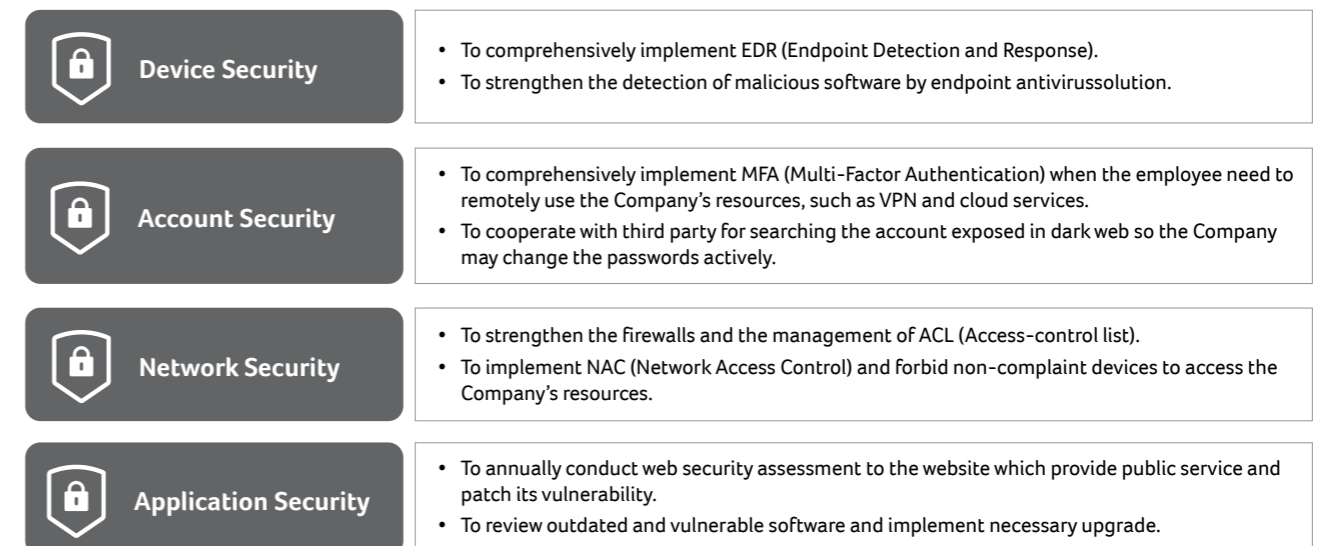 Device Security
• To comprehensively implement EDR (Endpoint Detection and Response).
• To strengthen the detection of malicious software by endpoint antivirussolution.
Account Security
• To comprehensively implement MFA (Multi-Factor Authentication) when the employee need to
remotely use the Company's resources, such as VPN and cloud services.
• To cooperate with third party for searching the account exposed in dark web so the Company
may change the passwords actively.
Network Security
• To strengthen the firewalls and the management of ACL (Access-control list).
• To implement NAC (Network Access Control) and forbid non-complaint devices to access the
Company's resources.
Application Security
• To annually conduct web security assessment to the website which provide public service and
patch its vulnerability.
• To review outdated and vulnerable software and implement necessary upgrade.